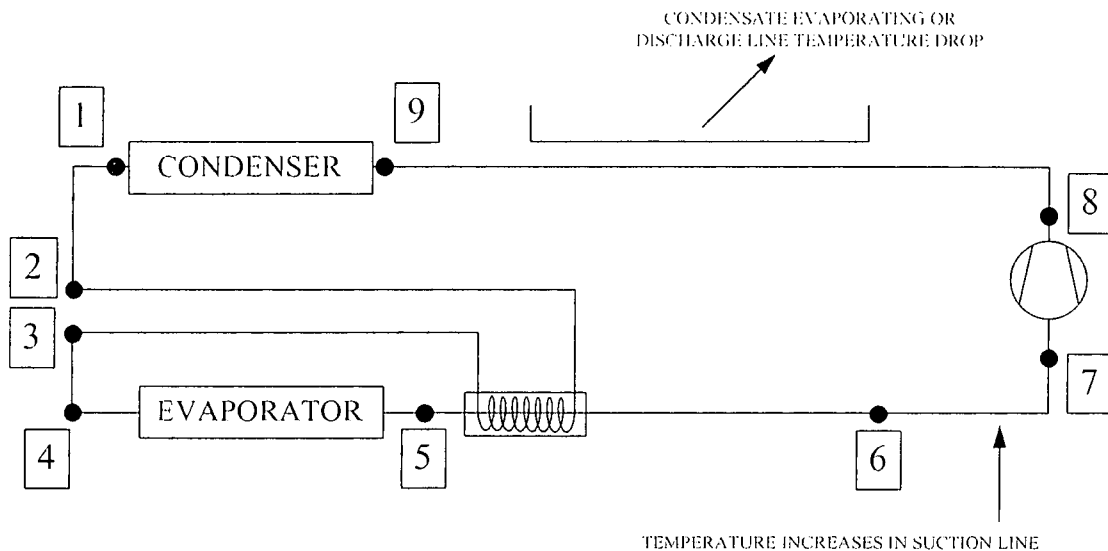 CONDENSATE EVAPORATING OR
DISCHARGE LINE TEMPERATURE DROP
1
9
CONDENSER
8
2
3
7
EVAPORATOR
4
5
6
TEMPERATURE INCREASES IN SUCTION LINE